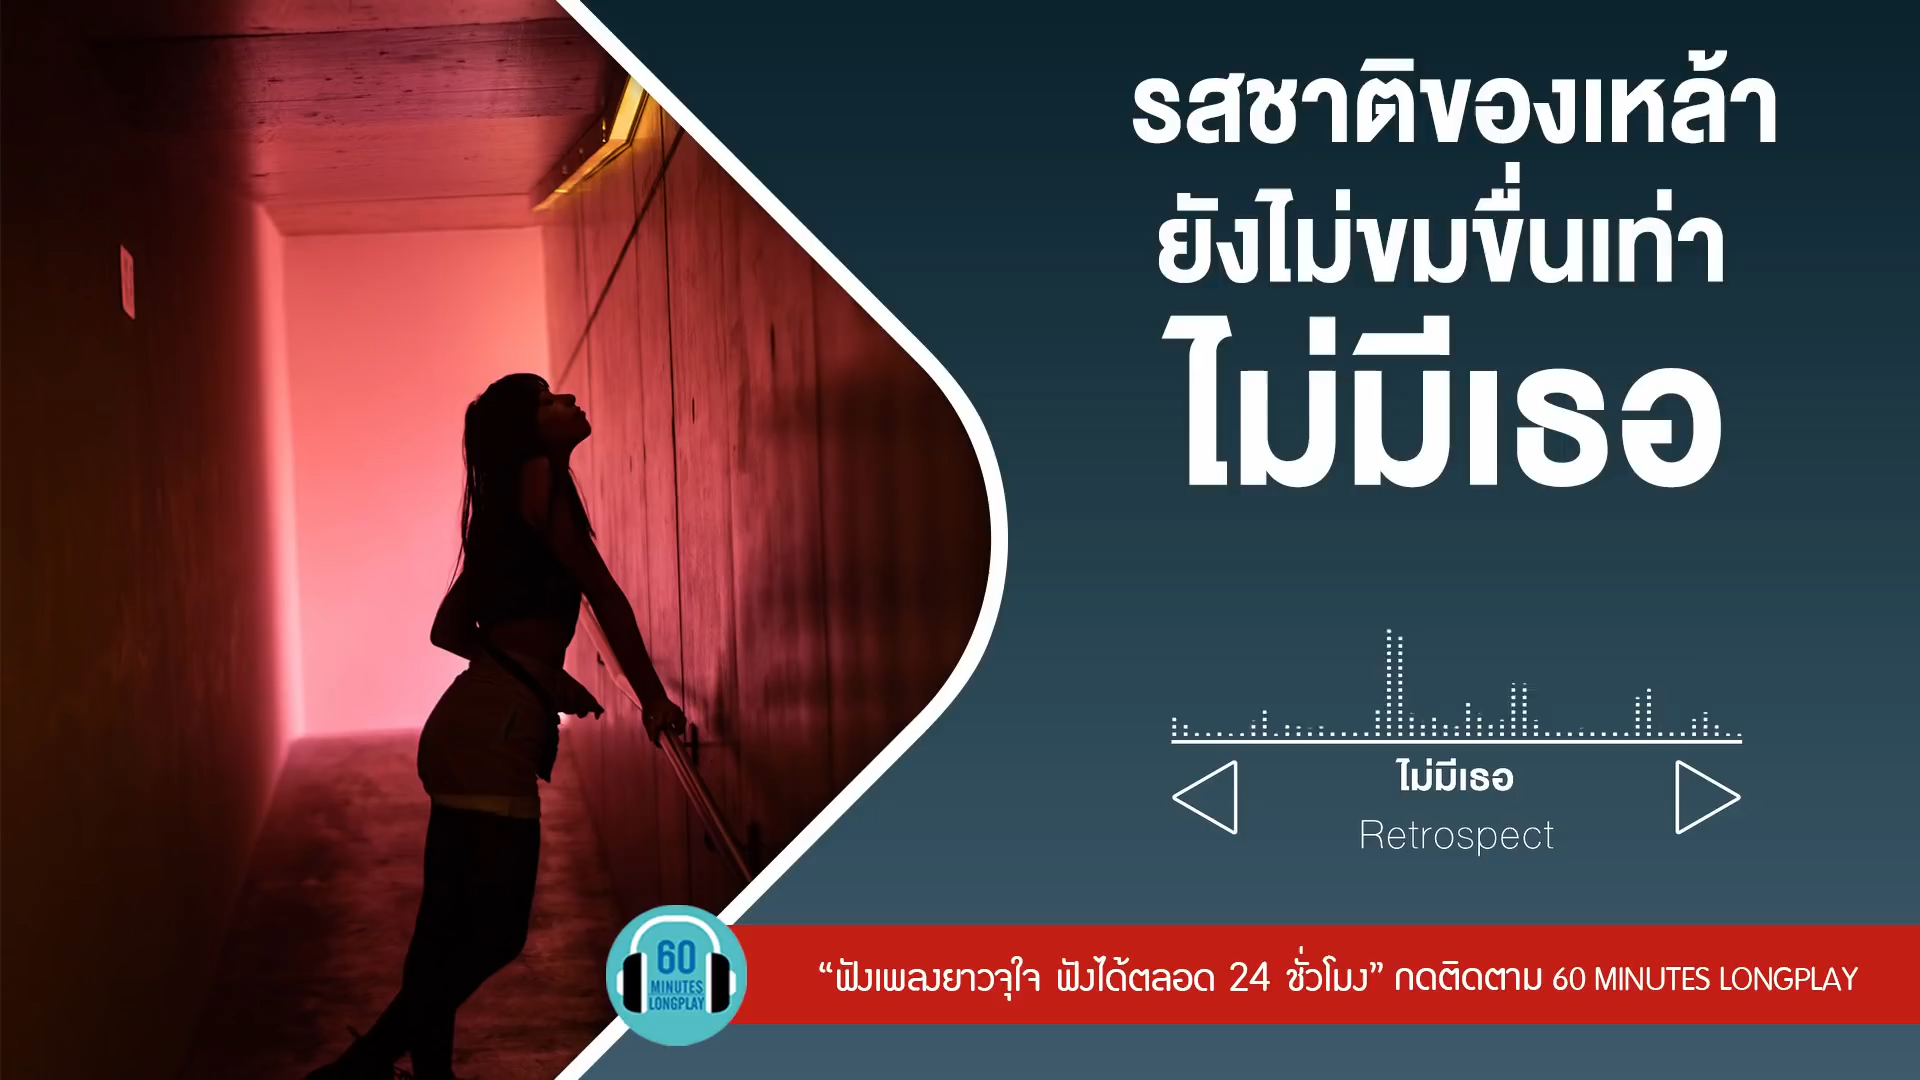 รสชาติของเหล้า
ยังไม่ขมขื่นเท่า
ไม่มีเธอ
ไม่มีเธอ
Retrospect
60
MINUTES
LONGPLAY
“ฟังเพลงยาวจุใจ ฟังได้ตลอด 24 ชั่วโมง” กดติดตาม 60 MINUTES LONGPLAY